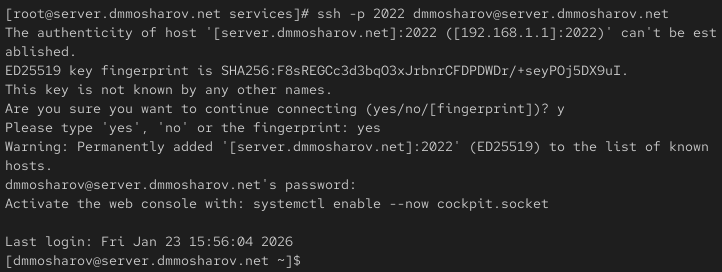 [root@server.dmmosharov.net services]# ssh -p 2022 dmmosharov@server.dmmosharov.net
The authenticity of host '[server.dmmosharov.net]:2022 ([192.168.1.1]:2022)' can't be est
ablished.
ED25519 key fingerprint is SHA256:F8sREGCc3d3bqO3xJrbnrCFDPDWDr/+seyPOj5DX9uI.
This key is not known by any other names.
Are you sure you want to continue connecting (yes/no/[fingerprint])? y
Please type 'yes', 'no' or the fingerprint: yes
Warning: Permanently added '[server.dmmosharov.net]:2022' (ED25519) to the list of known
hosts.
dmmosharov@server.dmmosharov.net's password:
Activate the web console with: systemctl enable --now cockpit.socket

Last login: Fri Jan 23 15:56:04 2026
[dmmosharov@server.dmmosharov.net ~]$